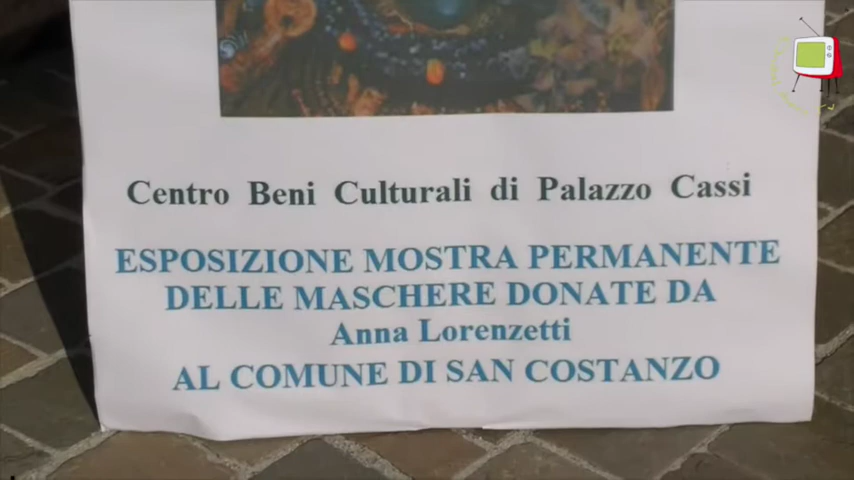 Centro Beni Culturali di Palazzo Cassi
ESPOSIZIONE MOSTRA PERMANENTE
DELLE MASCHERE DONATE DA
Anna Lorenzetti
AL COMUNE DI SAN COSTANZO